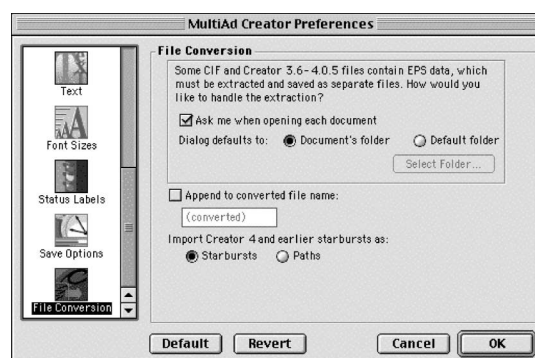 MultiAd Creator Preferences
Text
Font Sizes
Status Labels
Save Options
File Conversion
File Conversion
Some CIF and Creator 3.6-4.0.5 files contain EPS data, which
must be extracted and saved as separate files. How would you
like to handle the extraction?
Ask me when opening each document
Dialog defaults to: Document's folder Default folder
Select Folder...
Append to converted file name:
(converted)
Import Creator 4 and earlier starbursts as:
Starbursts Paths
Default Revert Cancel OK